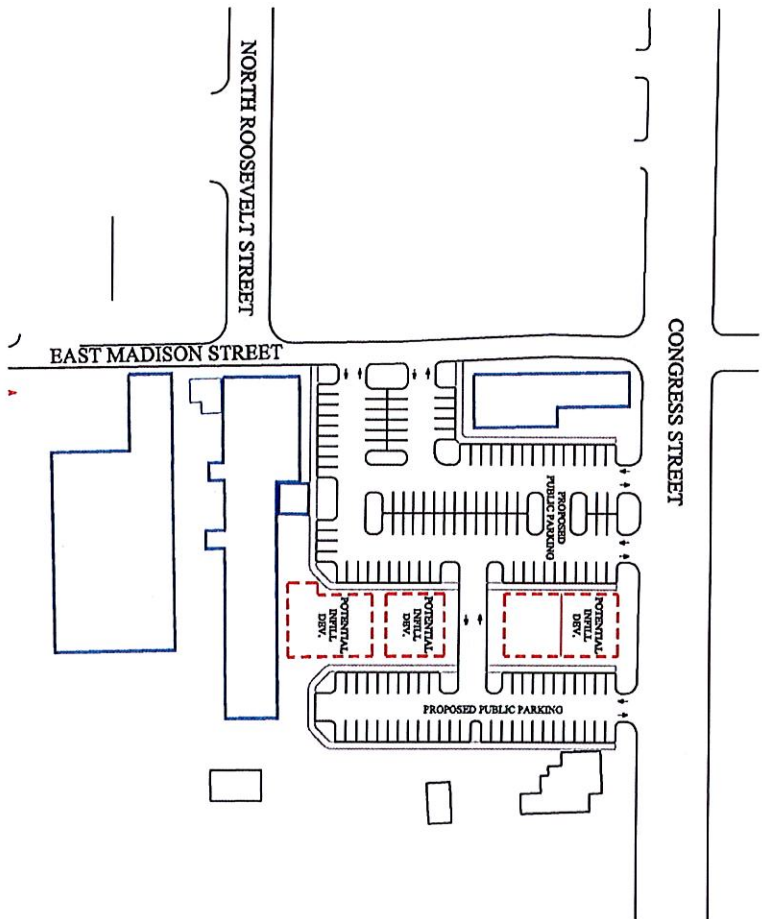 NORTH ROOSEVELT STREET
EAST MADISON STREET
CONGRESS STREET
PROPOSED
PUBLIC PARKING
POTENTIAL
INFILL
DEV.
POTENTIAL
INFILL
DEV.
POTENTIAL
INFILL
DEV.
PROPOSED PUBLIC PARKING